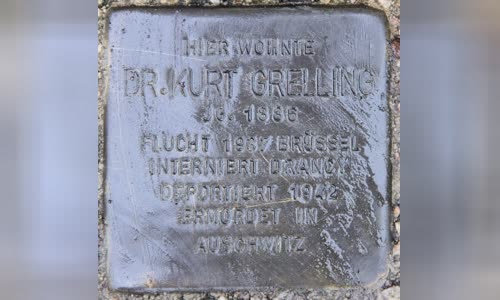 HIER WOHNTE
DR. KURT GRELLING
JG. 1886
FLUCHT 1937 BRÜSSEL
INTERNIERT DRANCY
DEPORTIERT 1942
ERMORDET IN
AUSCHWITZ